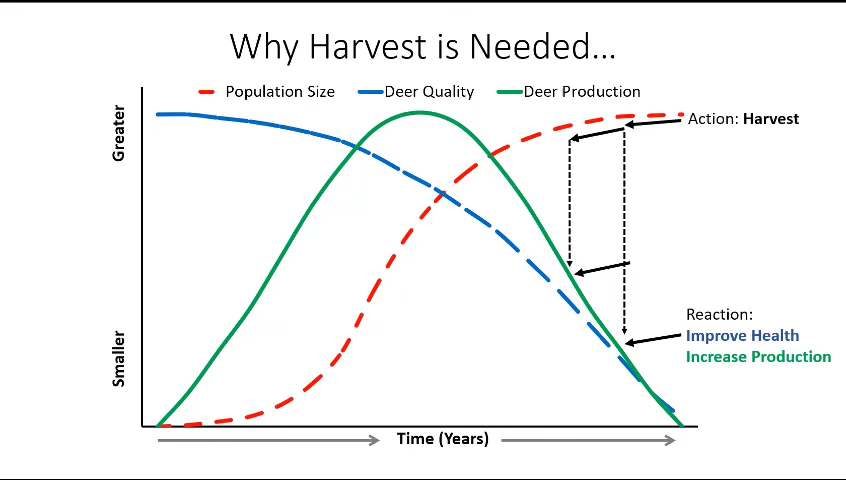 Why Harvest is Needed...
Population Size
Deer Quality
Deer Production
Greater
Action: Harvest
Reaction:
Improve Health
Increase Production
Smaller
Time (Years)